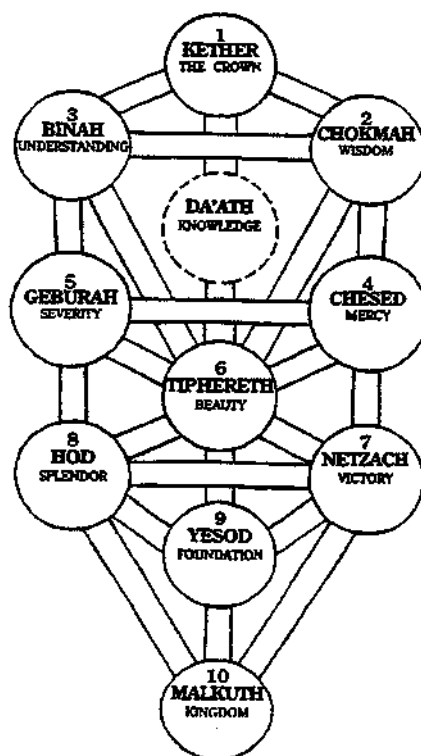 1
KETHER
THE CROWN
3
BINAH
UNDERSTANDING
2
CHOKMAH
WISDOM
DA'ATH
KNOWLEDGE
5
GEBURAH
SEVERITY
4
CHESED
MERCY
6
TIPHERETH
BEAUTY
8
HOD
SPLENDOR
7
NETZACH
VICTORY
9
YESOD
FOUNDATION
10
MALKUTH
KINGDOM